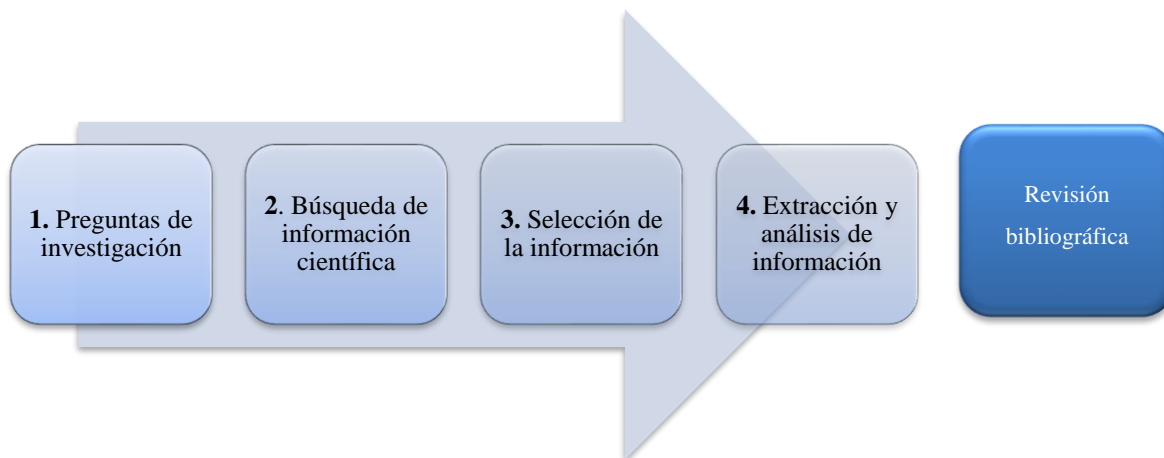 1. Preguntas de
investigación
2. Búsqueda de
información
científica
3. Selección de
la información
4. Extracción y
análisis de
información
Revisión
bibliográfica